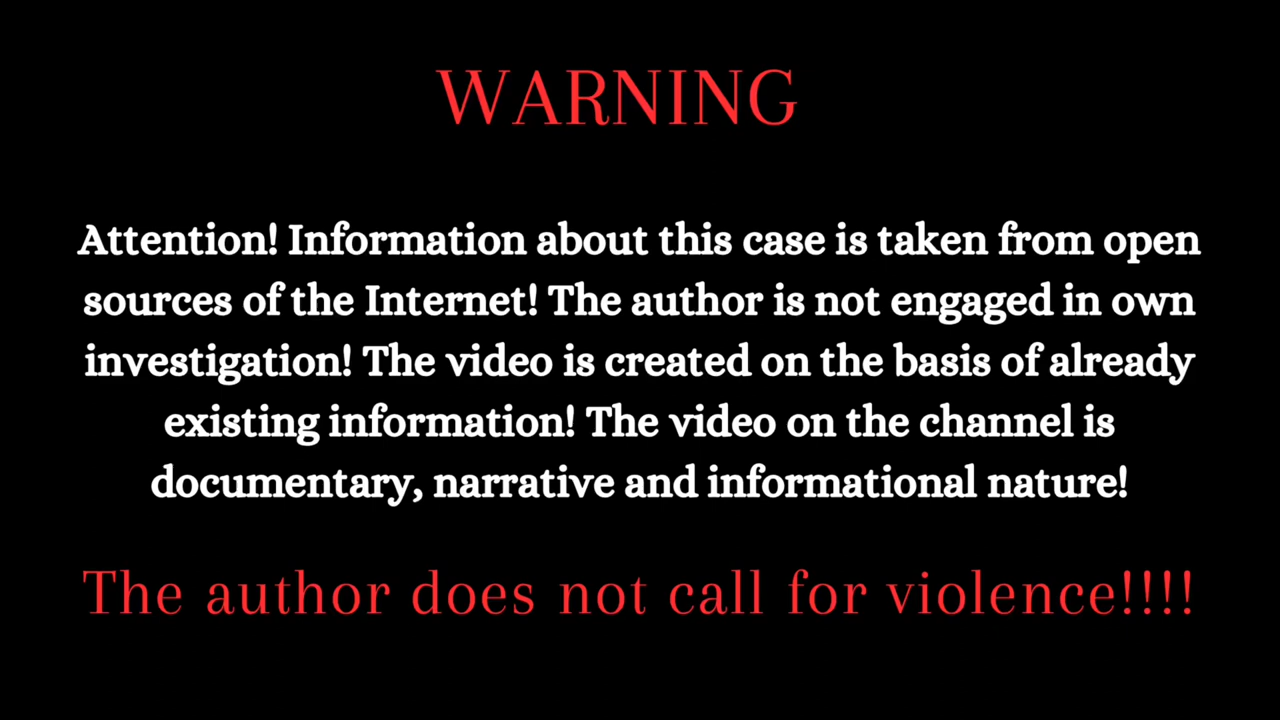 WARNING
Attention! Information about this case is taken from open
sources of the Internet! The author is not engaged in own
investigation! The video is created on the basis of already
existing information! The video on the channel is
documentary, narrative and informational nature!
The author does not call for violence!!!!